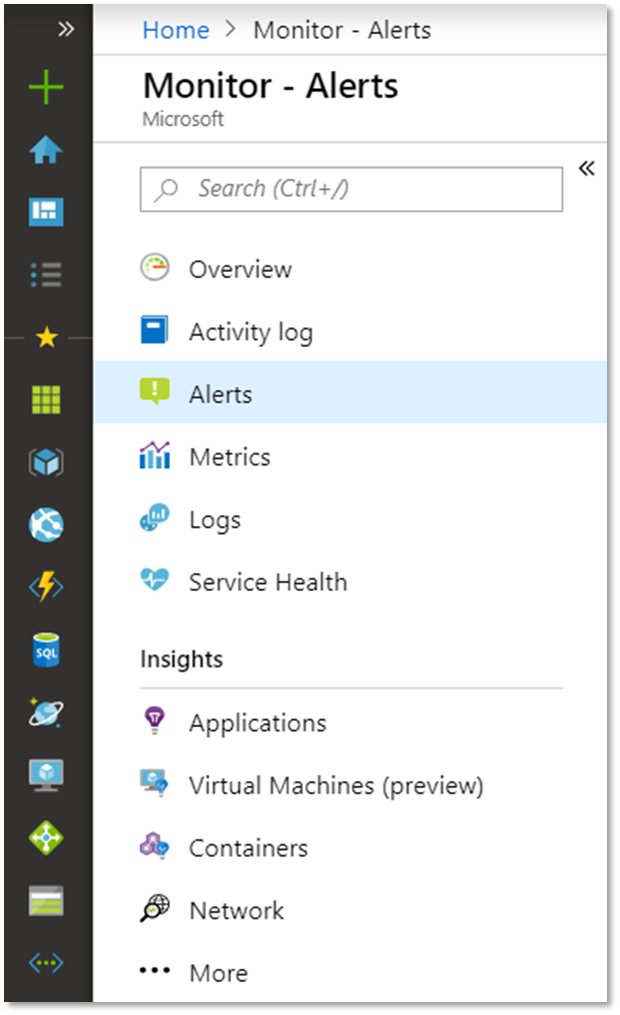 Home > Monitor - Alerts
Monitor - Alerts
Microsoft
Search (Ctrl+/)
Overview
Activity log
Alerts
Metrics
Logs
Service Health
SQL
Insights
Applications
Virtual Machines (preview)
Containers
Network
More